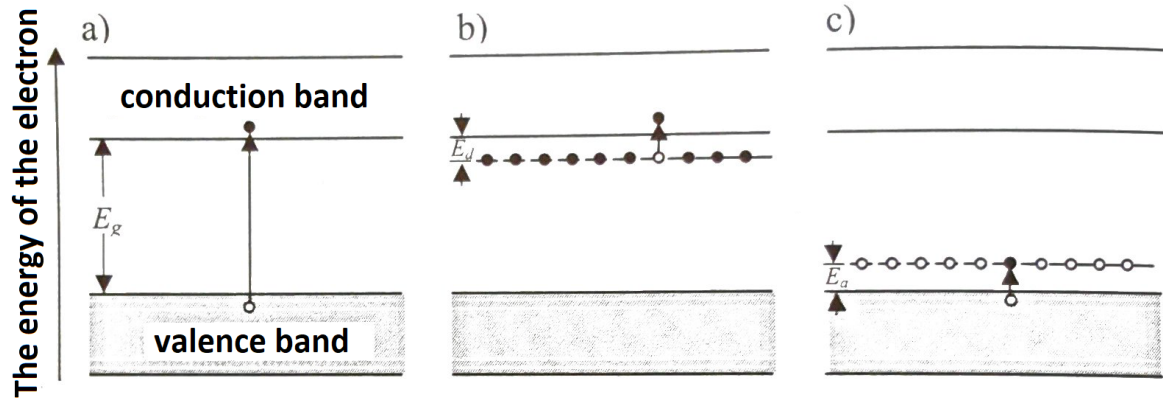 The energy of the electron
a)
b)
c)
conduction band
E_d
E_g
E_a
valence band